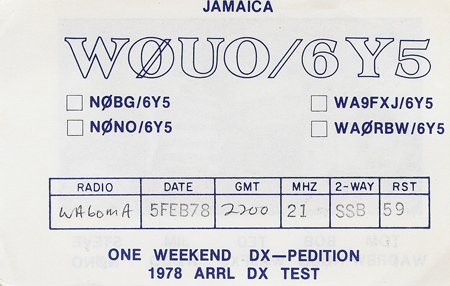 JAMAICA
WØUO/6Y5
NØBG/6Y5 WA9FXJ/6Y5
NØNO/6Y5 WAØRBW/6Y5
RADIO DATE GMT MHZ 2-WAY RST
WA6DMA 5FEB78 2200 21 SSB 59
ONE WEEKEND DX—PEDITION
1978 ARRL DX TEST